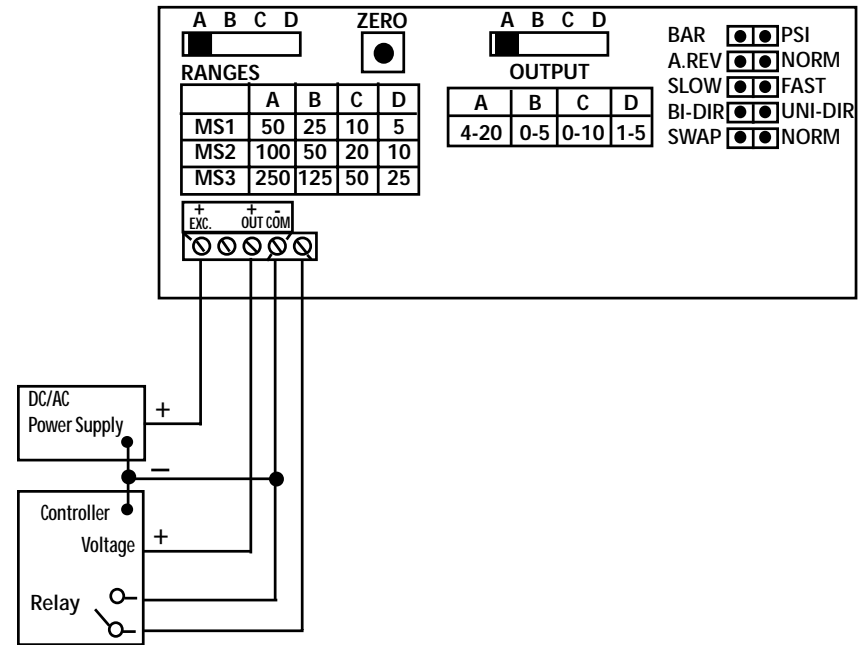 A B C D
ZERO
RANGES
A B C D
MS1 50 25 10 5
MS2 100 50 20 10
MS3 250 125 50 25
A B C D
OUTPUT
A B C D
4-20 0-5 0-10 1-5
BAR PSI
A.REV NORM
SLOW FAST
BI-DIR UNI-DIR
SWAP NORM
+ + -
EXC. OUT COM
DC/AC
Power Supply
+
–
Controller
Voltage
+
Relay